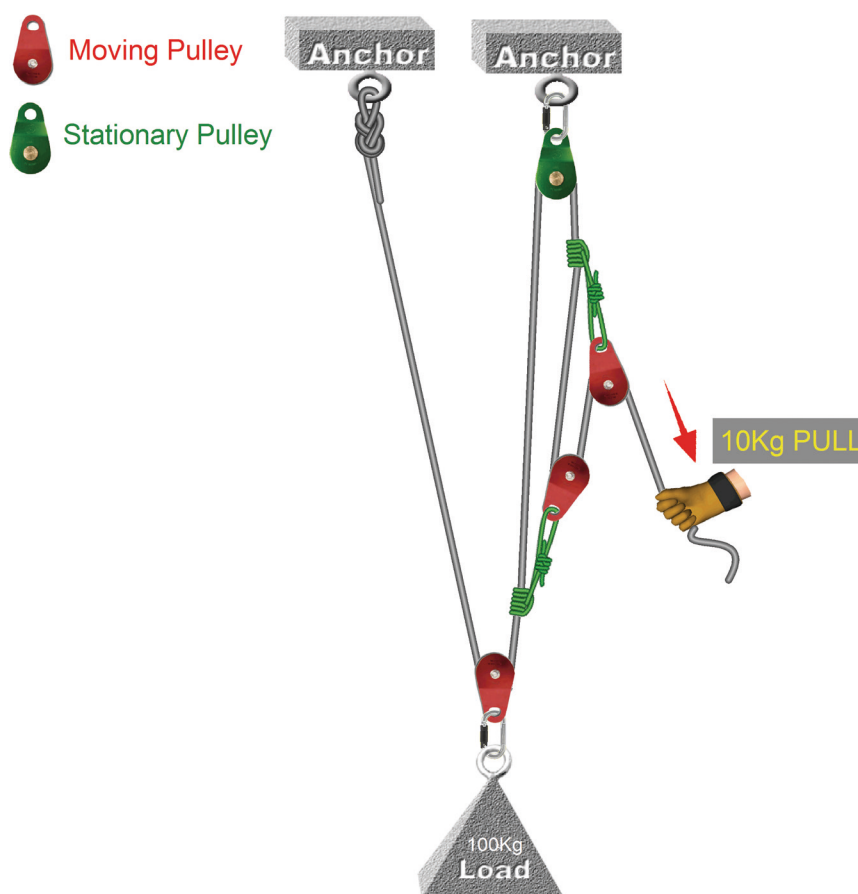 Moving Pulley
Stationary Pulley
Anchor
Anchor
10Kg PULL
100Kg
Load